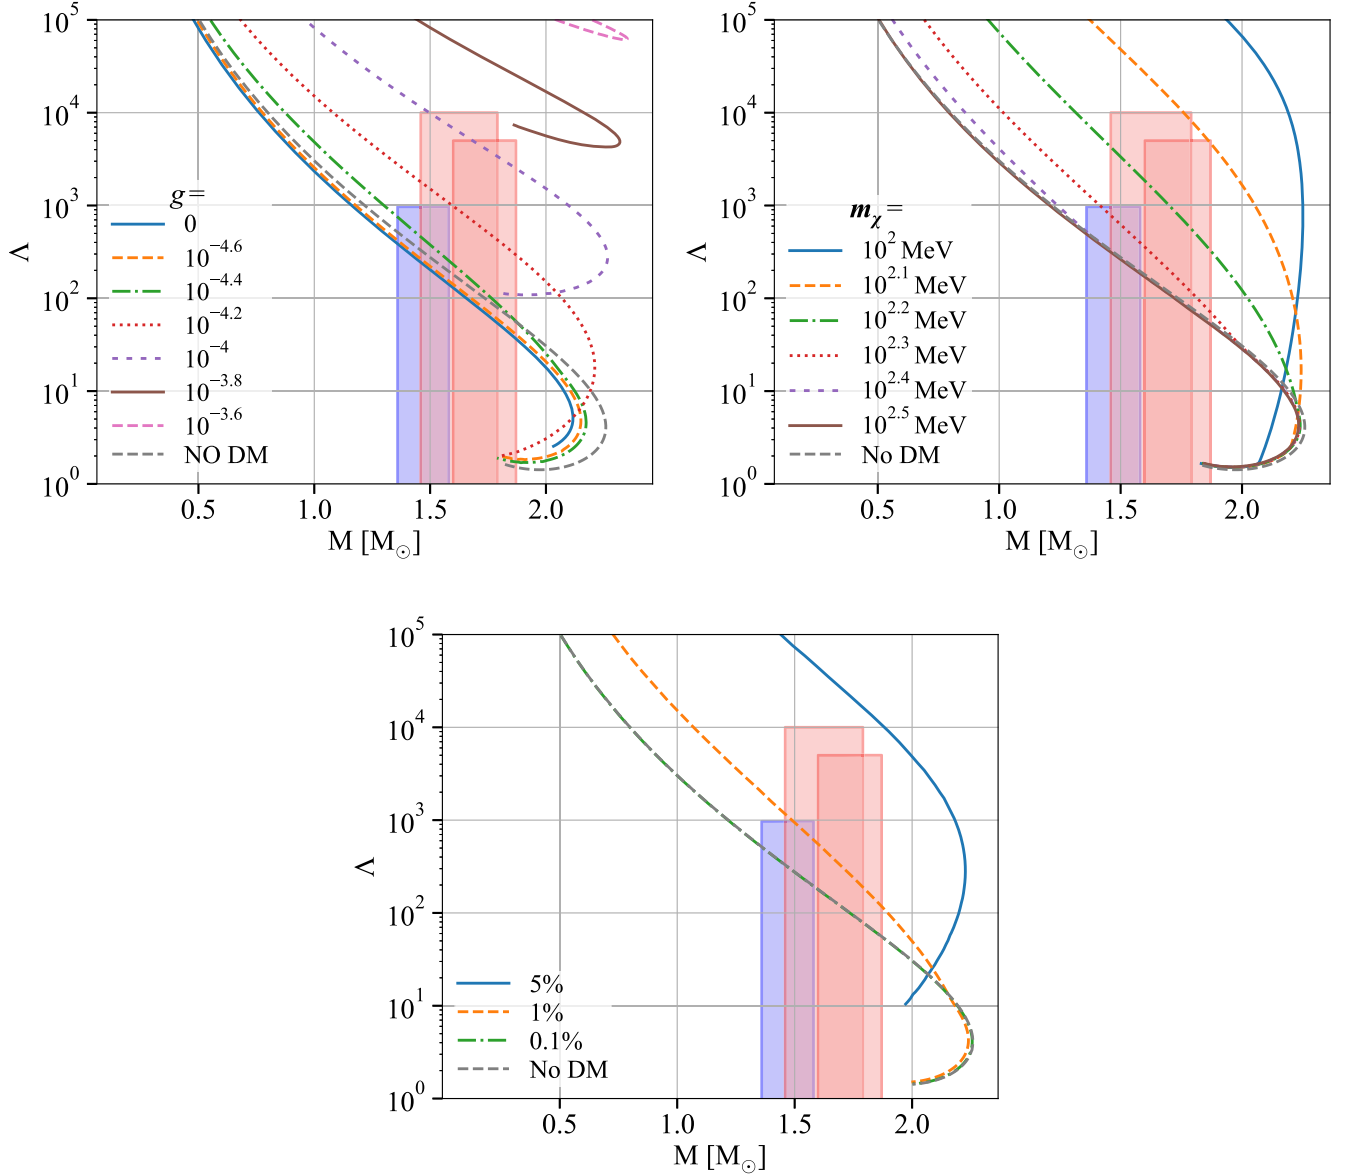 10^5
10^4
10^3
10^2
10^1
10^0
Λ
g=
0
10^−4.6
10^−4.4
10^−4.2
10^−4
10^−3.8
10^−3.6
NO DM
0.5 1.0 1.5 2.0
M [M_⊙]
10^5
10^4
10^3
10^2
10^1
10^0
Λ
m_χ=
10^2 MeV
10^2.1 MeV
10^2.2 MeV
10^2.3 MeV
10^2.4 MeV
10^2.5 MeV
No DM
0.5 1.0 1.5 2.0
M [M_⊙]
10^5
10^4
10^3
10^2
10^1
10^0
Λ
5%
1%
0.1%
No DM
0.5 1.0 1.5 2.0
M [M_⊙]